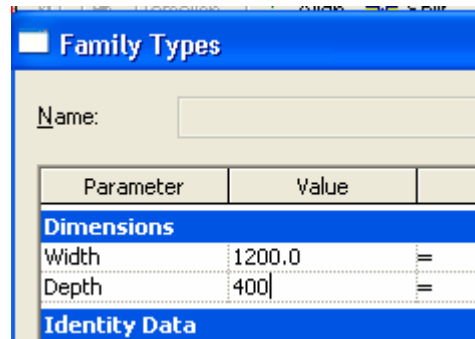 Family Types
Name:
Parameter Value
Dimensions
Width 1200.0 =
Depth 400 =
Identity Data